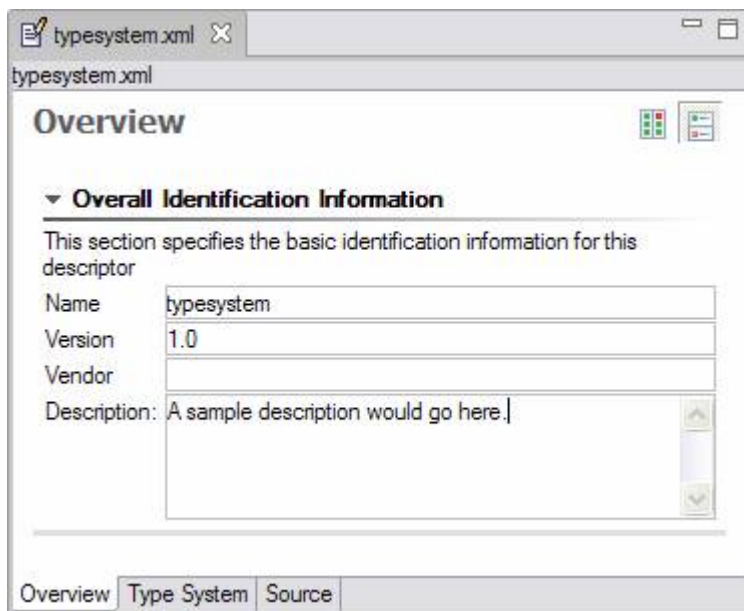 typesystem.xml
typesystem.xml
Overview
Overall Identification Information
This section specifies the basic identification information for this
descriptor
Name typesystem
Version 1.0
Vendor
Description: A sample description would go here.
Overview Type System Source